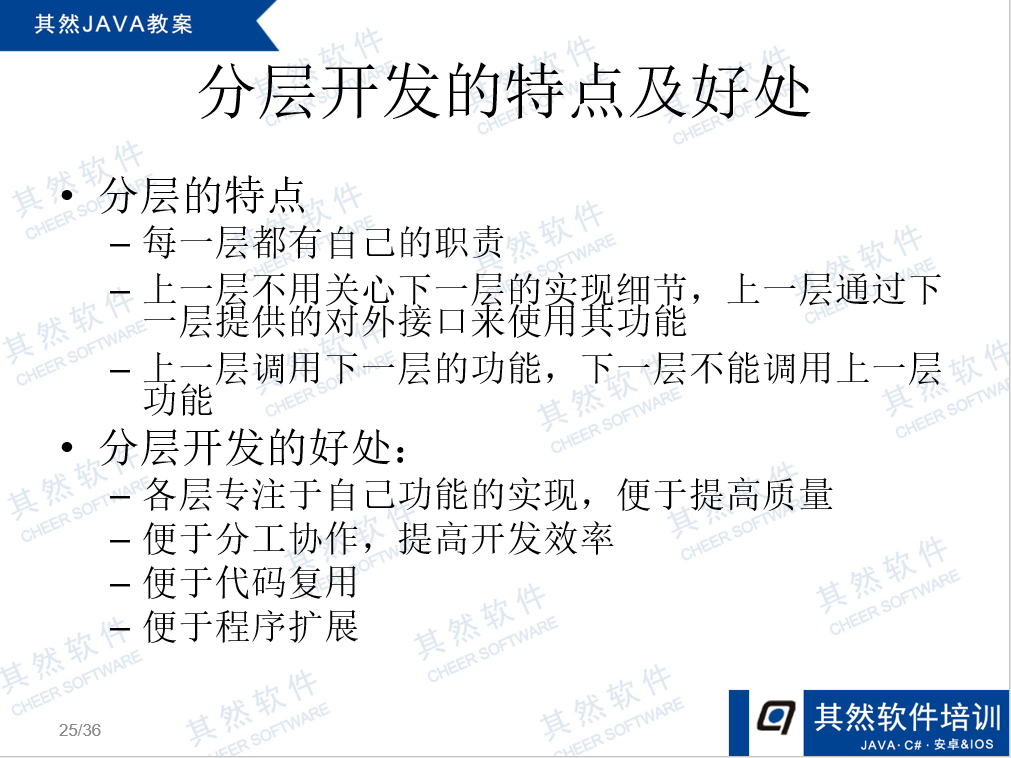 其然JAVA教案
分层开发的特点及好处
• 分层的特点
– 每一层都有自己的职责
– 上一层不用关心下一层的实现细节，上一层通过下
一层提供的对外接口来使用其功能
– 上一层调用下一层的功能，下一层不能调用上一层
功能
• 分层开发的好处：
– 各层专注于自己功能的实现，便于提高质量
– 便于分工协作，提高开发效率
– 便于代码复用
– 便于程序扩展
25/36
其然软件培训
JAVA·C#·安卓&IOS
其然软件
CHEER SOFTWARE